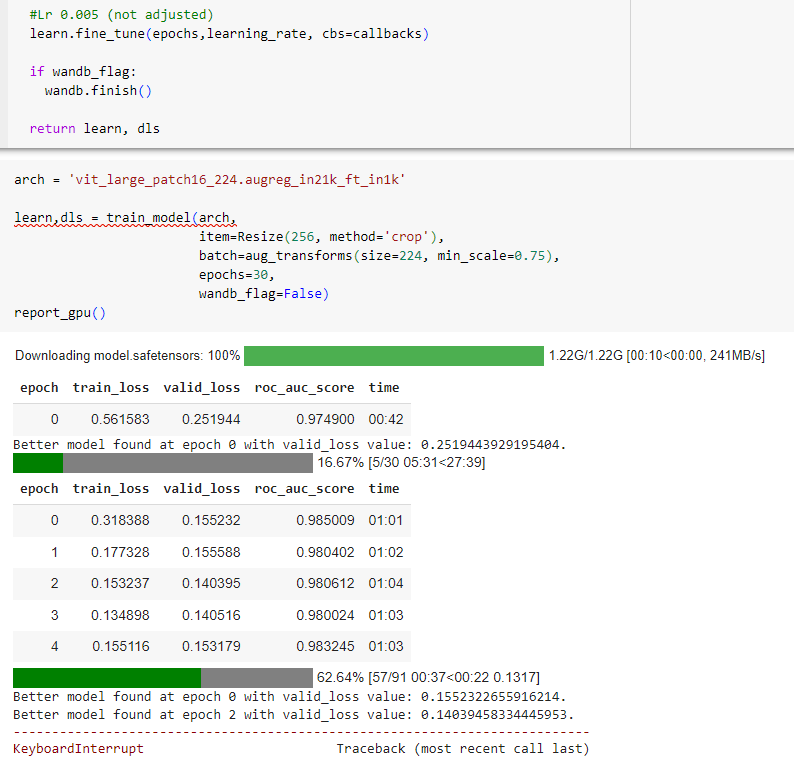 #Lr 0.005 (not adjusted)
learn.fine_tune(epochs,learning_rate, cbs=callbacks)
if wandb_flag:
wandb.finish()
return learn, dls
arch = 'vit_large_patch16_224.augreg_in21k_ft_in1k'
learn,dls = train_model(arch,
item=Resize(256, method='crop'),
batch=aug_transforms(size=224, min_scale=0.75),
epochs=30,
wandb_flag=False)
report_gpu()
Downloading model.safetensors: 100% 1.22G/1.22G [00:10<00:00, 241MB/s]
epoch train_loss valid_loss roc_auc_score time
0 0.561583 0.251944 0.974900 00:42
Better model found at epoch 0 with valid_loss value: 0.2519443929195404.
16.67% [5/30 05:31<27:39]
epoch train_loss valid_loss roc_auc_score time
0 0.318388 0.155232 0.985009 01:01
1 0.177328 0.155588 0.980402 01:02
2 0.153237 0.140395 0.980612 01:04
3 0.134898 0.140516 0.980024 01:03
4 0.155116 0.153179 0.983245 01:03
62.64% [57/91 00:37<00:22 0.1317]
Better model found at epoch 0 with valid_loss value: 0.1552322655916214.
Better model found at epoch 2 with valid_loss value: 0.14039458334445953.
---------------------------------------------------------------------------
KeyboardInterrupt Traceback (most recent call last)